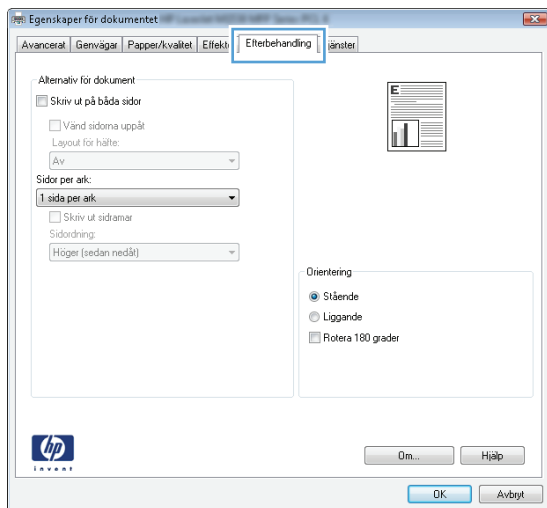 Egenskaper för dokumentet
Avancerat Genvägar Papper/kvalitet Effekt Efterbehandling jänster
Alternativ för dokument
Skriv ut på båda sidor
Vänd sidorna uppåt
Layout för häfte:
Av
Sidor per ark:
1 sida per ark
Skriv ut sidramar
Sidordning:
Höger (sedan nedåt)
E
Orientering
Stående
Liggande
Rotera 180 grader
hp
invent
Om... Hjälp
OK Avbryt